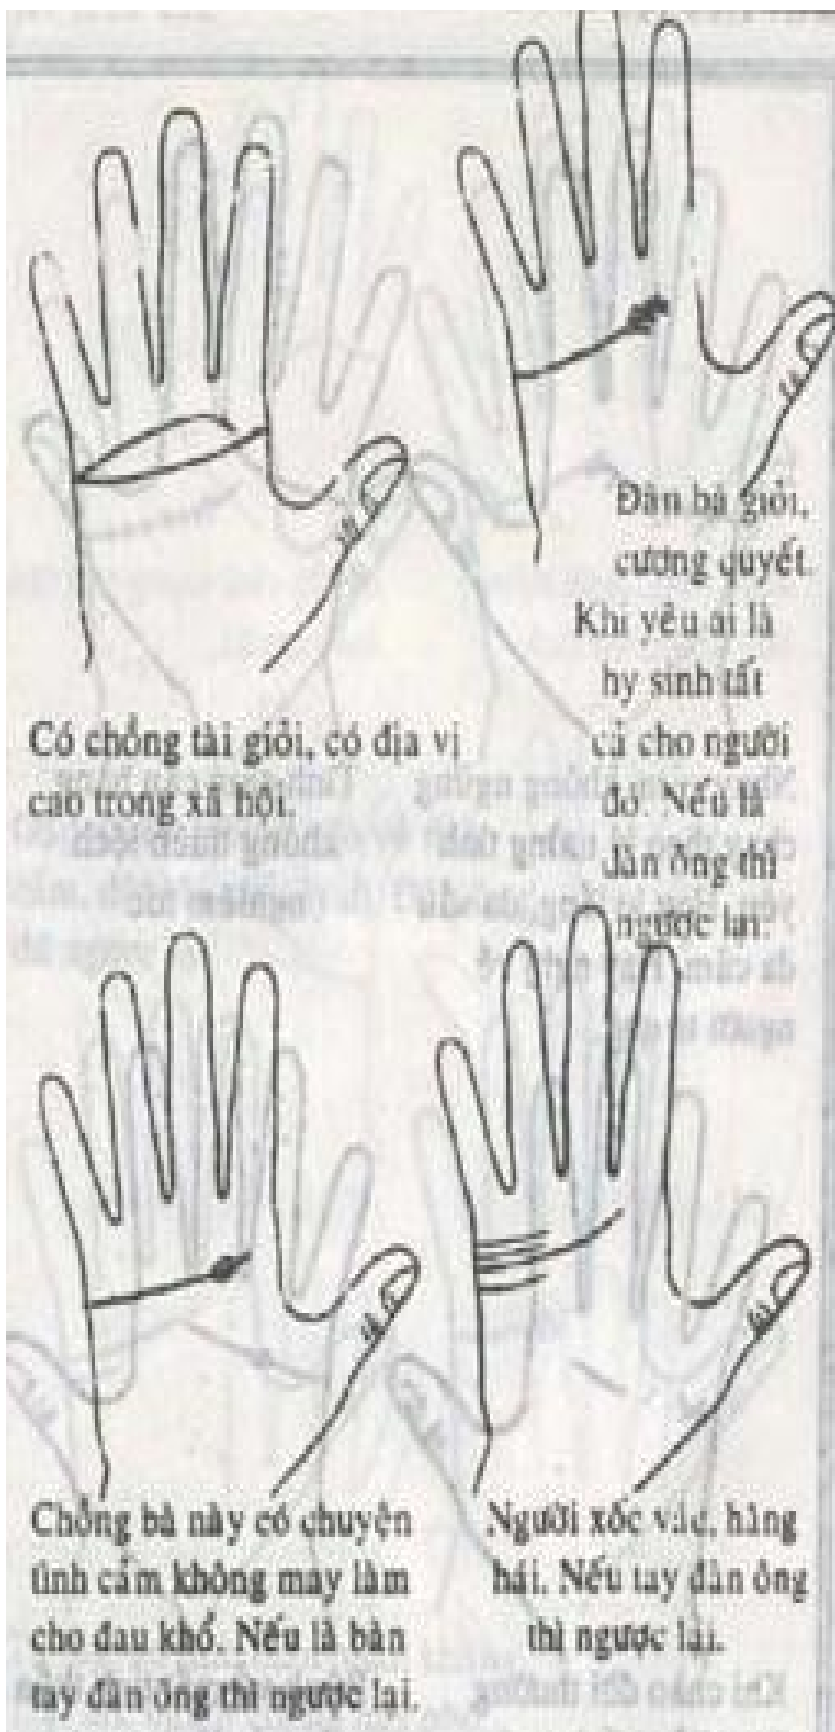 Đàn bà giỏi,
cương quyết.
Khi yêu ai là
hy sinh tất
cả cho người
đó. Nếu là
đàn ông thì
ngược lại.
Có chồng tài giỏi, có địa vị
cao trong xã hội.
Chồng bà này có chuyện
tình cảm không may làm
cho đau khổ. Nếu là bàn
tay đàn ông thì ngược lại.
Người xốc vác, hăng
hái. Nếu tay đàn ông
thì ngược lại.